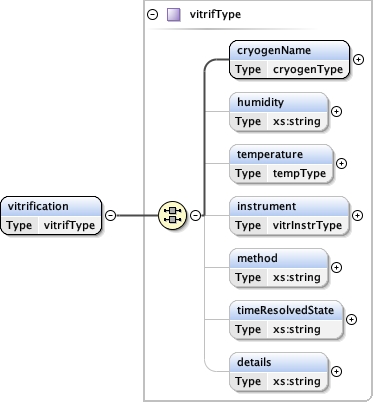 vitrifType
cryogenName
Type cryogenType
humidity
Type xs:string
temperature
Type tempType
vitrification
Type vitrifType
instrument
Type vitrInstrType
method
Type xs:string
timeResolvedState
Type xs:string
details
Type xs:string